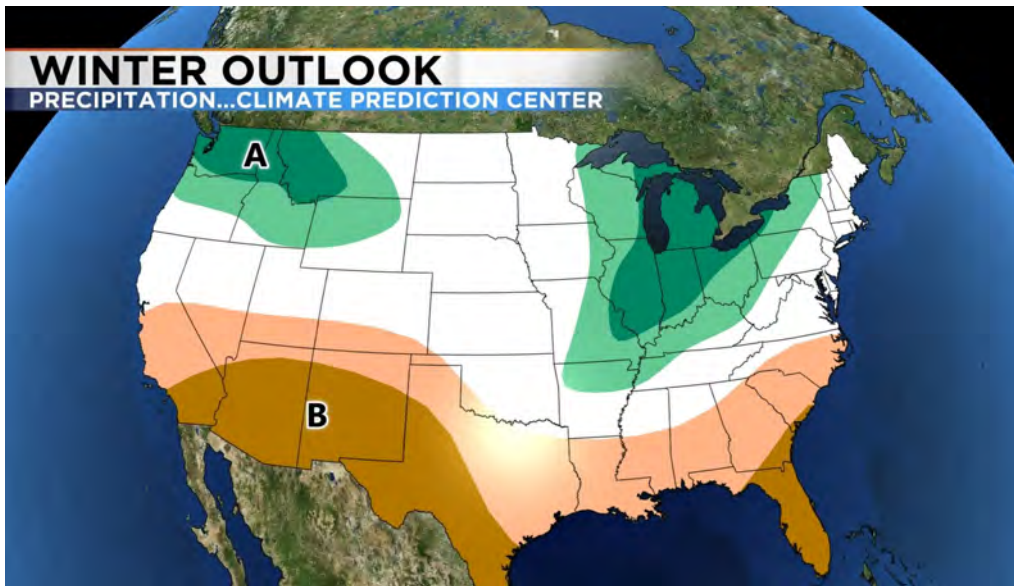 WINTER OUTLOOK
PRECIPITATION...CLIMATE PREDICTION CENTER
A
B